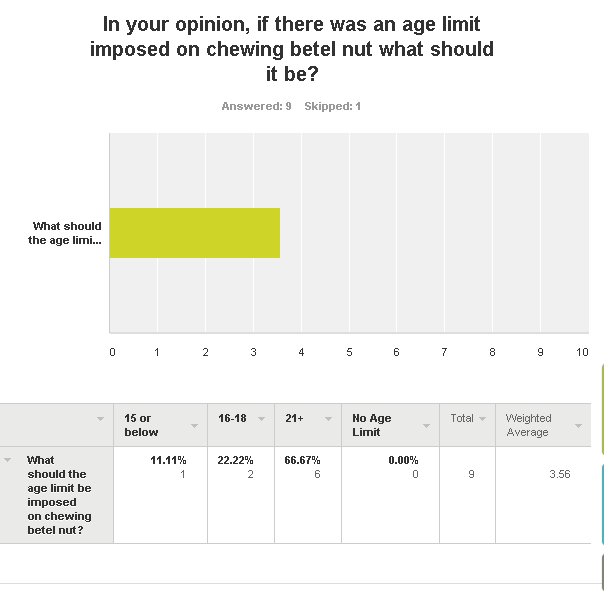 In your opinion, if there was an age limit
imposed on chewing betel nut what should
it be?
Answered: 9 Skipped: 1
What should
the age limi...
0 1 2 3 4 5 6 7 8 9 10
15 or
below
16-18
21+
No Age
Limit
Total
Weighted
Average
What
should the
age limit be
imposed
on chewing
betel nut?
11.11%
1
22.22%
2
66.67%
6
0.00%
0
9
3.56